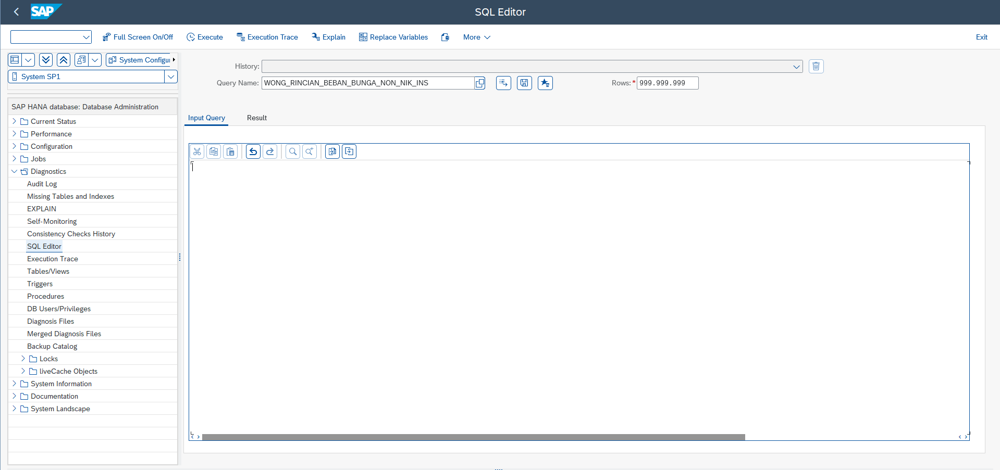 SAP
SQL Editor
Full Screen On/Off
Execute
Execution Trace
Explain
Replace Variables
More
Exit
System Configur
System SP1
History:
Query Name: WONG_RINCIAN_BEBAN_BUNGA_NON_NIK_INS
Rows:* 999.999.999
SAP HANA database: Database Administration
Current Status
Performance
Configuration
Jobs
Diagnostics
Audit Log
Missing Tables and Indexes
EXPLAIN
Self-Monitoring
Consistency Checks History
SQL Editor
Execution Trace
Tables/Views
Triggers
Procedures
DB Users/Privileges
Diagnosis Files
Merged Diagnosis Files
Backup Catalog
Locks
liveCache Objects
System Information
Documentation
System Landscape
Input Query
Result